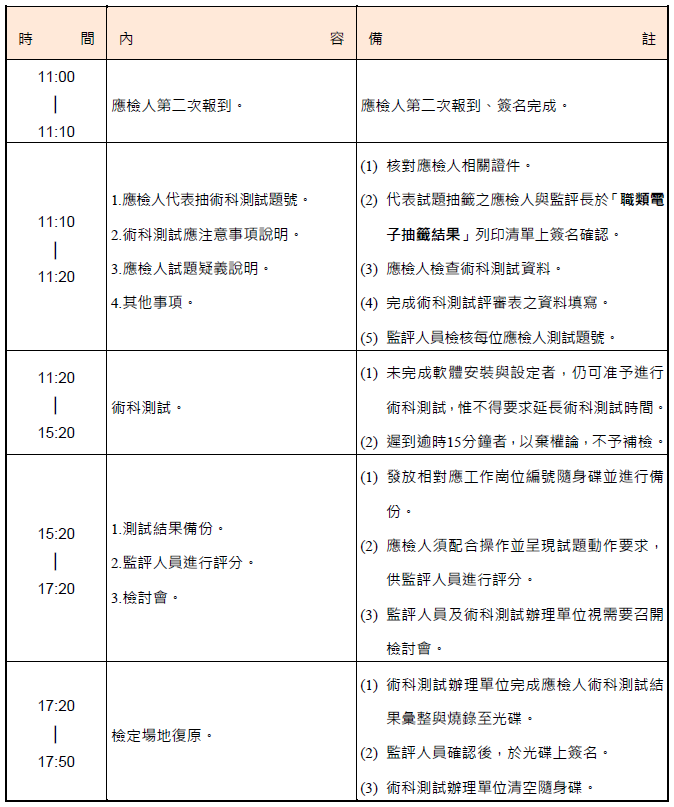 時 間 內 容 備 註
11:00
|
11:10
應檢人第二次報到。
應檢人第二次報到、簽名完成。
11:10
|
11:20
1.應檢人代表抽術科測試題號。
2.術科測試應注意事項說明。
3.應檢人試題疑義說明。
4.其他事項。
(1) 核對應檢人相關證件。
(2) 代表試題抽籤之應檢人與監評長於「職類電
子抽籤結果」列印清單上簽名確認。
(3) 應檢人檢查術科測試資料。
(4) 完成術科測試評審表之資料填寫。
(5) 監評人員檢核每位應檢人測試題號。
11:20
|
15:20
術科測試。
(1) 未完成軟體安裝與設定者，仍可准予進行
術科測試，惟不得要求延長術科測試時間。
(2) 遲到逾時15分鐘者，以棄權論，不予補檢。
15:20
|
17:20
1.測試結果備份。
2.監評人員進行評分。
3.檢討會。
(1) 發放相對應工作崗位編號隨身碟並進行備
份。
(2) 應檢人須配合操作並呈現試題動作要求，
供監評人員進行評分。
(3) 監評人員及術科測試辦理單位視需要召開
檢討會。
17:20
|
17:50
檢定場地復原。
(1) 術科測試辦理單位完成應檢人術科測試結
果彙整與燒錄至光碟。
(2) 監評人員確認後，於光碟上簽名。
(3) 術科測試辦理單位清空隨身碟。